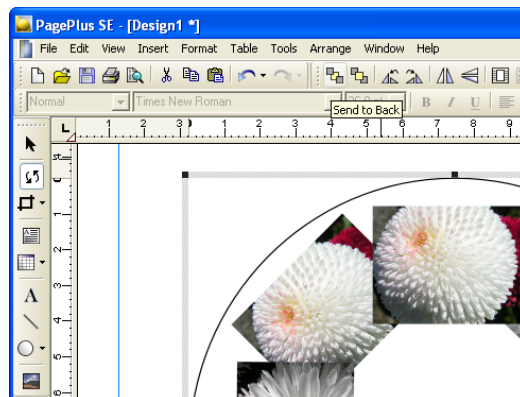 PagePlus SE - [Design1 *]
File Edit View Insert Format Table Tools Arrange Window Help
Normal Times New Roman
B I U
Send to Back
L 1 2 3 1 2 3 4 5 6 7 8 9
A